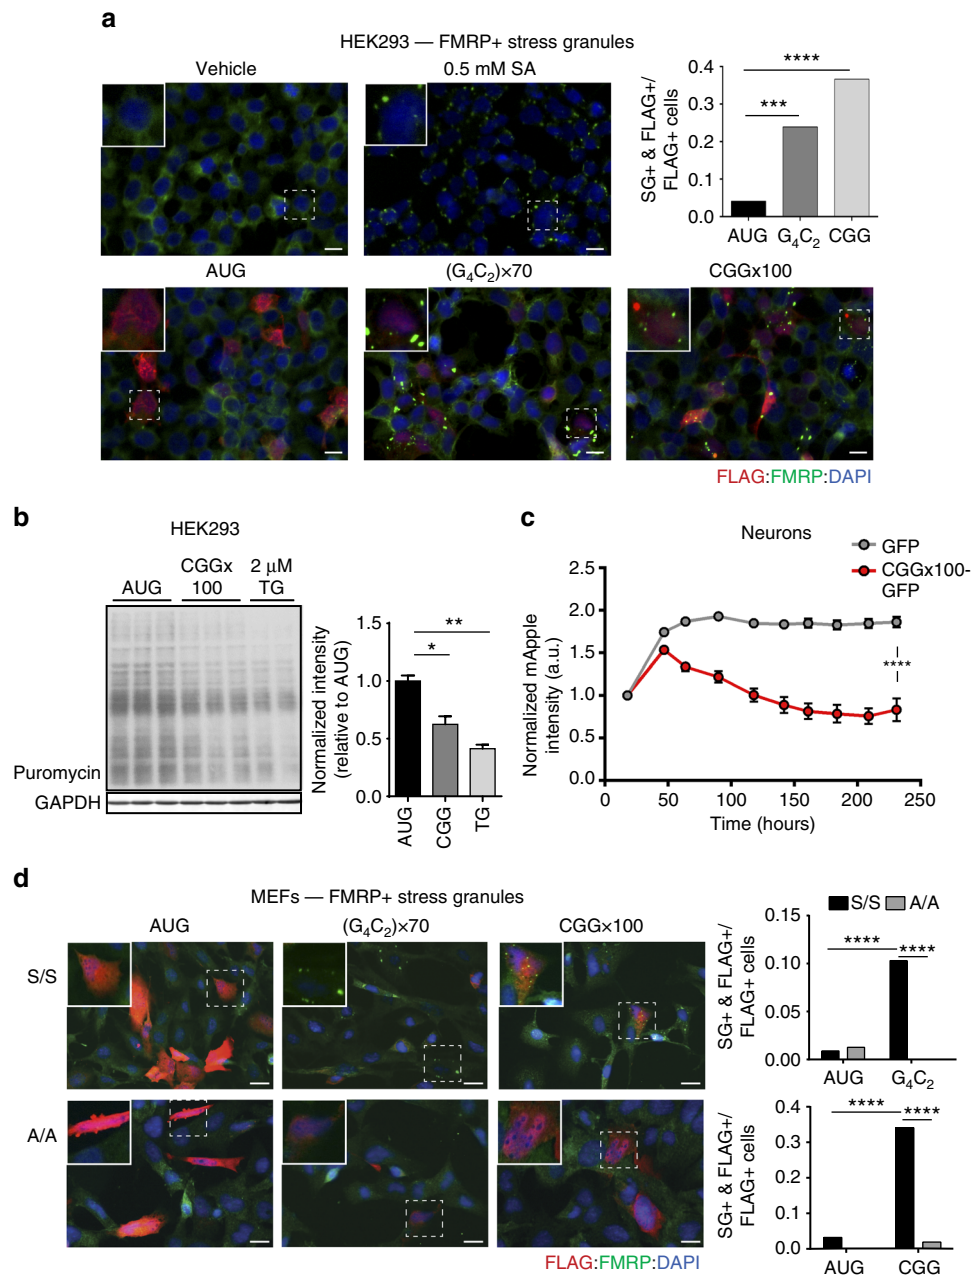 a
HEK293 — FMRP+ stress granules
Vehicle
0.5 mM SA
SG+ & FLAG+/
FLAG+ cells
0.4
0.3
0.2
0.1
0.0
****
***
AUG G4C2 CGG
AUG
(G4C2)×70
CGGx100
FLAG:FMRP:DAPI
b
HEK293
AUG
CGGx
100
2 μM
TG
Puromycin
GAPDH
Normalized intensity
(relative to AUG)
1.5
1.0
0.5
0.0
**
*
AUG
CGG
TG
c
Neurons
GFP
CGGx100-
GFP
Normalized mApple
intensity (a.u.)
2.5
2.0
1.5
1.0
0.5
0.0
****
0 50 100 150 200 250
Time (hours)
d
MEFs — FMRP+ stress granules
AUG
(G4C2)×70
CGG×100
S/S
A/A
FLAG:FMRP:DAPI
S/S A/A
SG+ & FLAG+/
FLAG+ cells
0.15
0.10
0.05
0.00
**** ****
AUG G4C2
SG+ & FLAG+/
FLAG+ cells
0.4
0.3
0.2
0.1
0.0
**** ****
AUG CGG